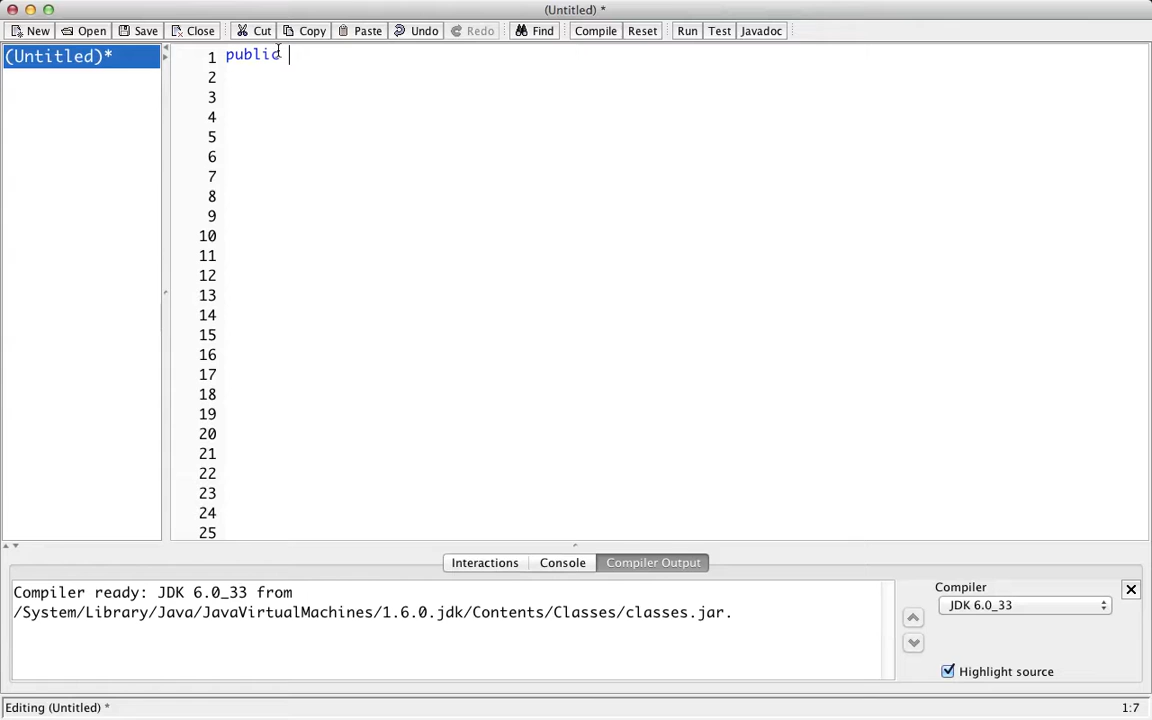 (Untitled) *
New Open Save Close Cut Copy Paste Undo Redo Find Compile Reset Run Test Javadoc
(Untitled)*
1 public
2
3
4
5
6
7
8
9
10
11
12
13
14
15
16
17
18
19
20
21
22
23
24
25
Interactions Console Compiler Output
Compiler ready: JDK 6.0_33 from
/System/Library/Java/JavaVirtualMachines/1.6.0.jdk/Contents/Classes/classes.jar.
Compiler
JDK 6.0_33
Highlight source
Editing (Untitled) * 1:7